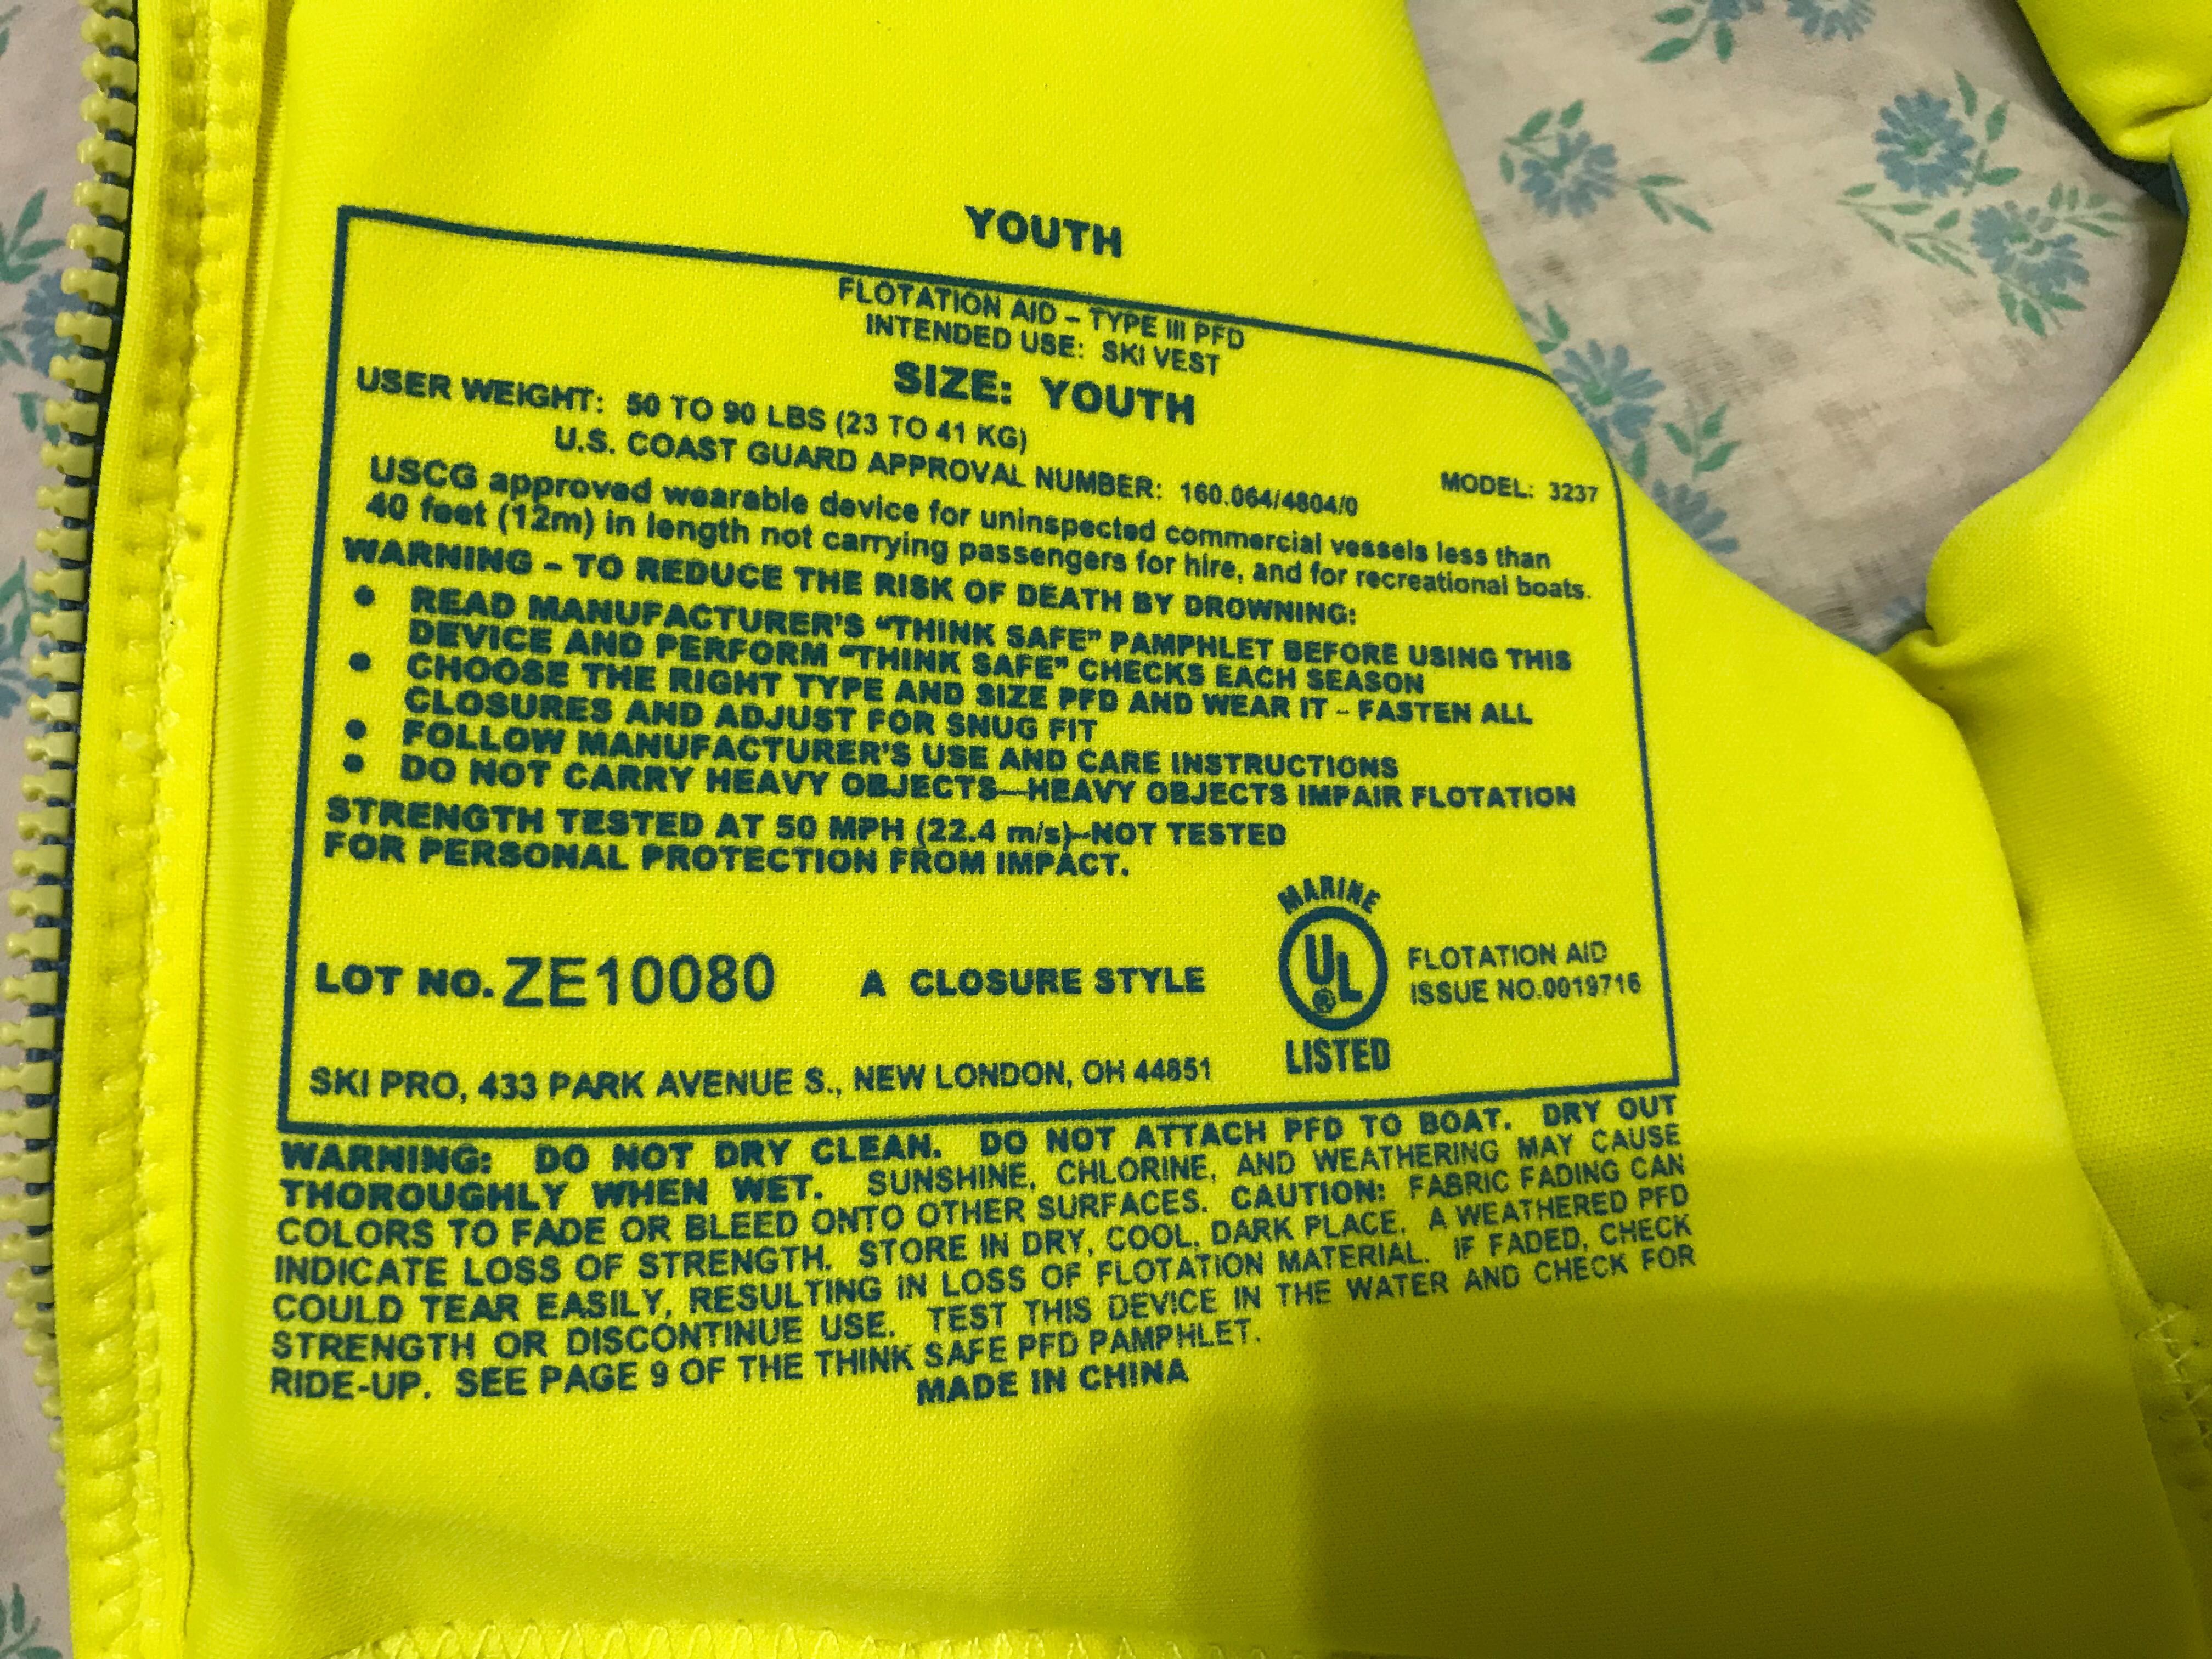 YOUTH
FLOTATION AID – TYPE III PFD
INTENDED USE: SKI VEST
SIZE: YOUTH
USER WEIGHT: 50 TO 90 LBS (23 TO 41 KG)
MODEL: 3237
U.S. COAST GUARD APPROVAL NUMBER: 160.064/4804/0
USCG approved wearable device for uninspected commercial vessels less than
40 feet (12m) in length not carrying passengers for hire, and for recreational boats.
WARNING – TO REDUCE THE RISK OF DEATH BY DROWNING:
• READ MANUFACTURER'S "THINK SAFE" PAMPHLET BEFORE USING THIS
DEVICE AND PERFORM "THINK SAFE" CHECKS EACH SEASON
• CHOOSE THE RIGHT TYPE AND SIZE PFD AND WEAR IT – FASTEN ALL
CLOSURES AND ADJUST FOR SNUG FIT
• FOLLOW MANUFACTURER'S USE AND CARE INSTRUCTIONS
• DO NOT CARRY HEAVY OBJECTS—HEAVY OBJECTS IMPAIR FLOTATION
STRENGTH TESTED AT 50 MPH (22.4 m/s)–NOT TESTED
FOR PERSONAL PROTECTION FROM IMPACT.
LOT NO. ZE10080
A CLOSURE STYLE
MARINE
UL ®
LISTED
FLOTATION AID
ISSUE NO.0019716
SKI PRO, 433 PARK AVENUE S., NEW LONDON, OH 44851
WARNING: DO NOT DRY CLEAN. DO NOT ATTACH PFD TO BOAT. DRY OUT
THOROUGHLY WHEN WET. SUNSHINE, CHLORINE, AND WEATHERING MAY CAUSE
COLORS TO FADE OR BLEED ONTO OTHER SURFACES. CAUTION: FABRIC FADING CAN
INDICATE LOSS OF STRENGTH. STORE IN DRY, COOL, DARK PLACE. A WEATHERED PFD
COULD TEAR EASILY, RESULTING IN LOSS OF FLOTATION MATERIAL. IF FADED, CHECK
STRENGTH OR DISCONTINUE USE. TEST THIS DEVICE IN THE WATER AND CHECK FOR
RIDE-UP. SEE PAGE 9 OF THE THINK SAFE PFD PAMPHLET.
MADE IN CHINA